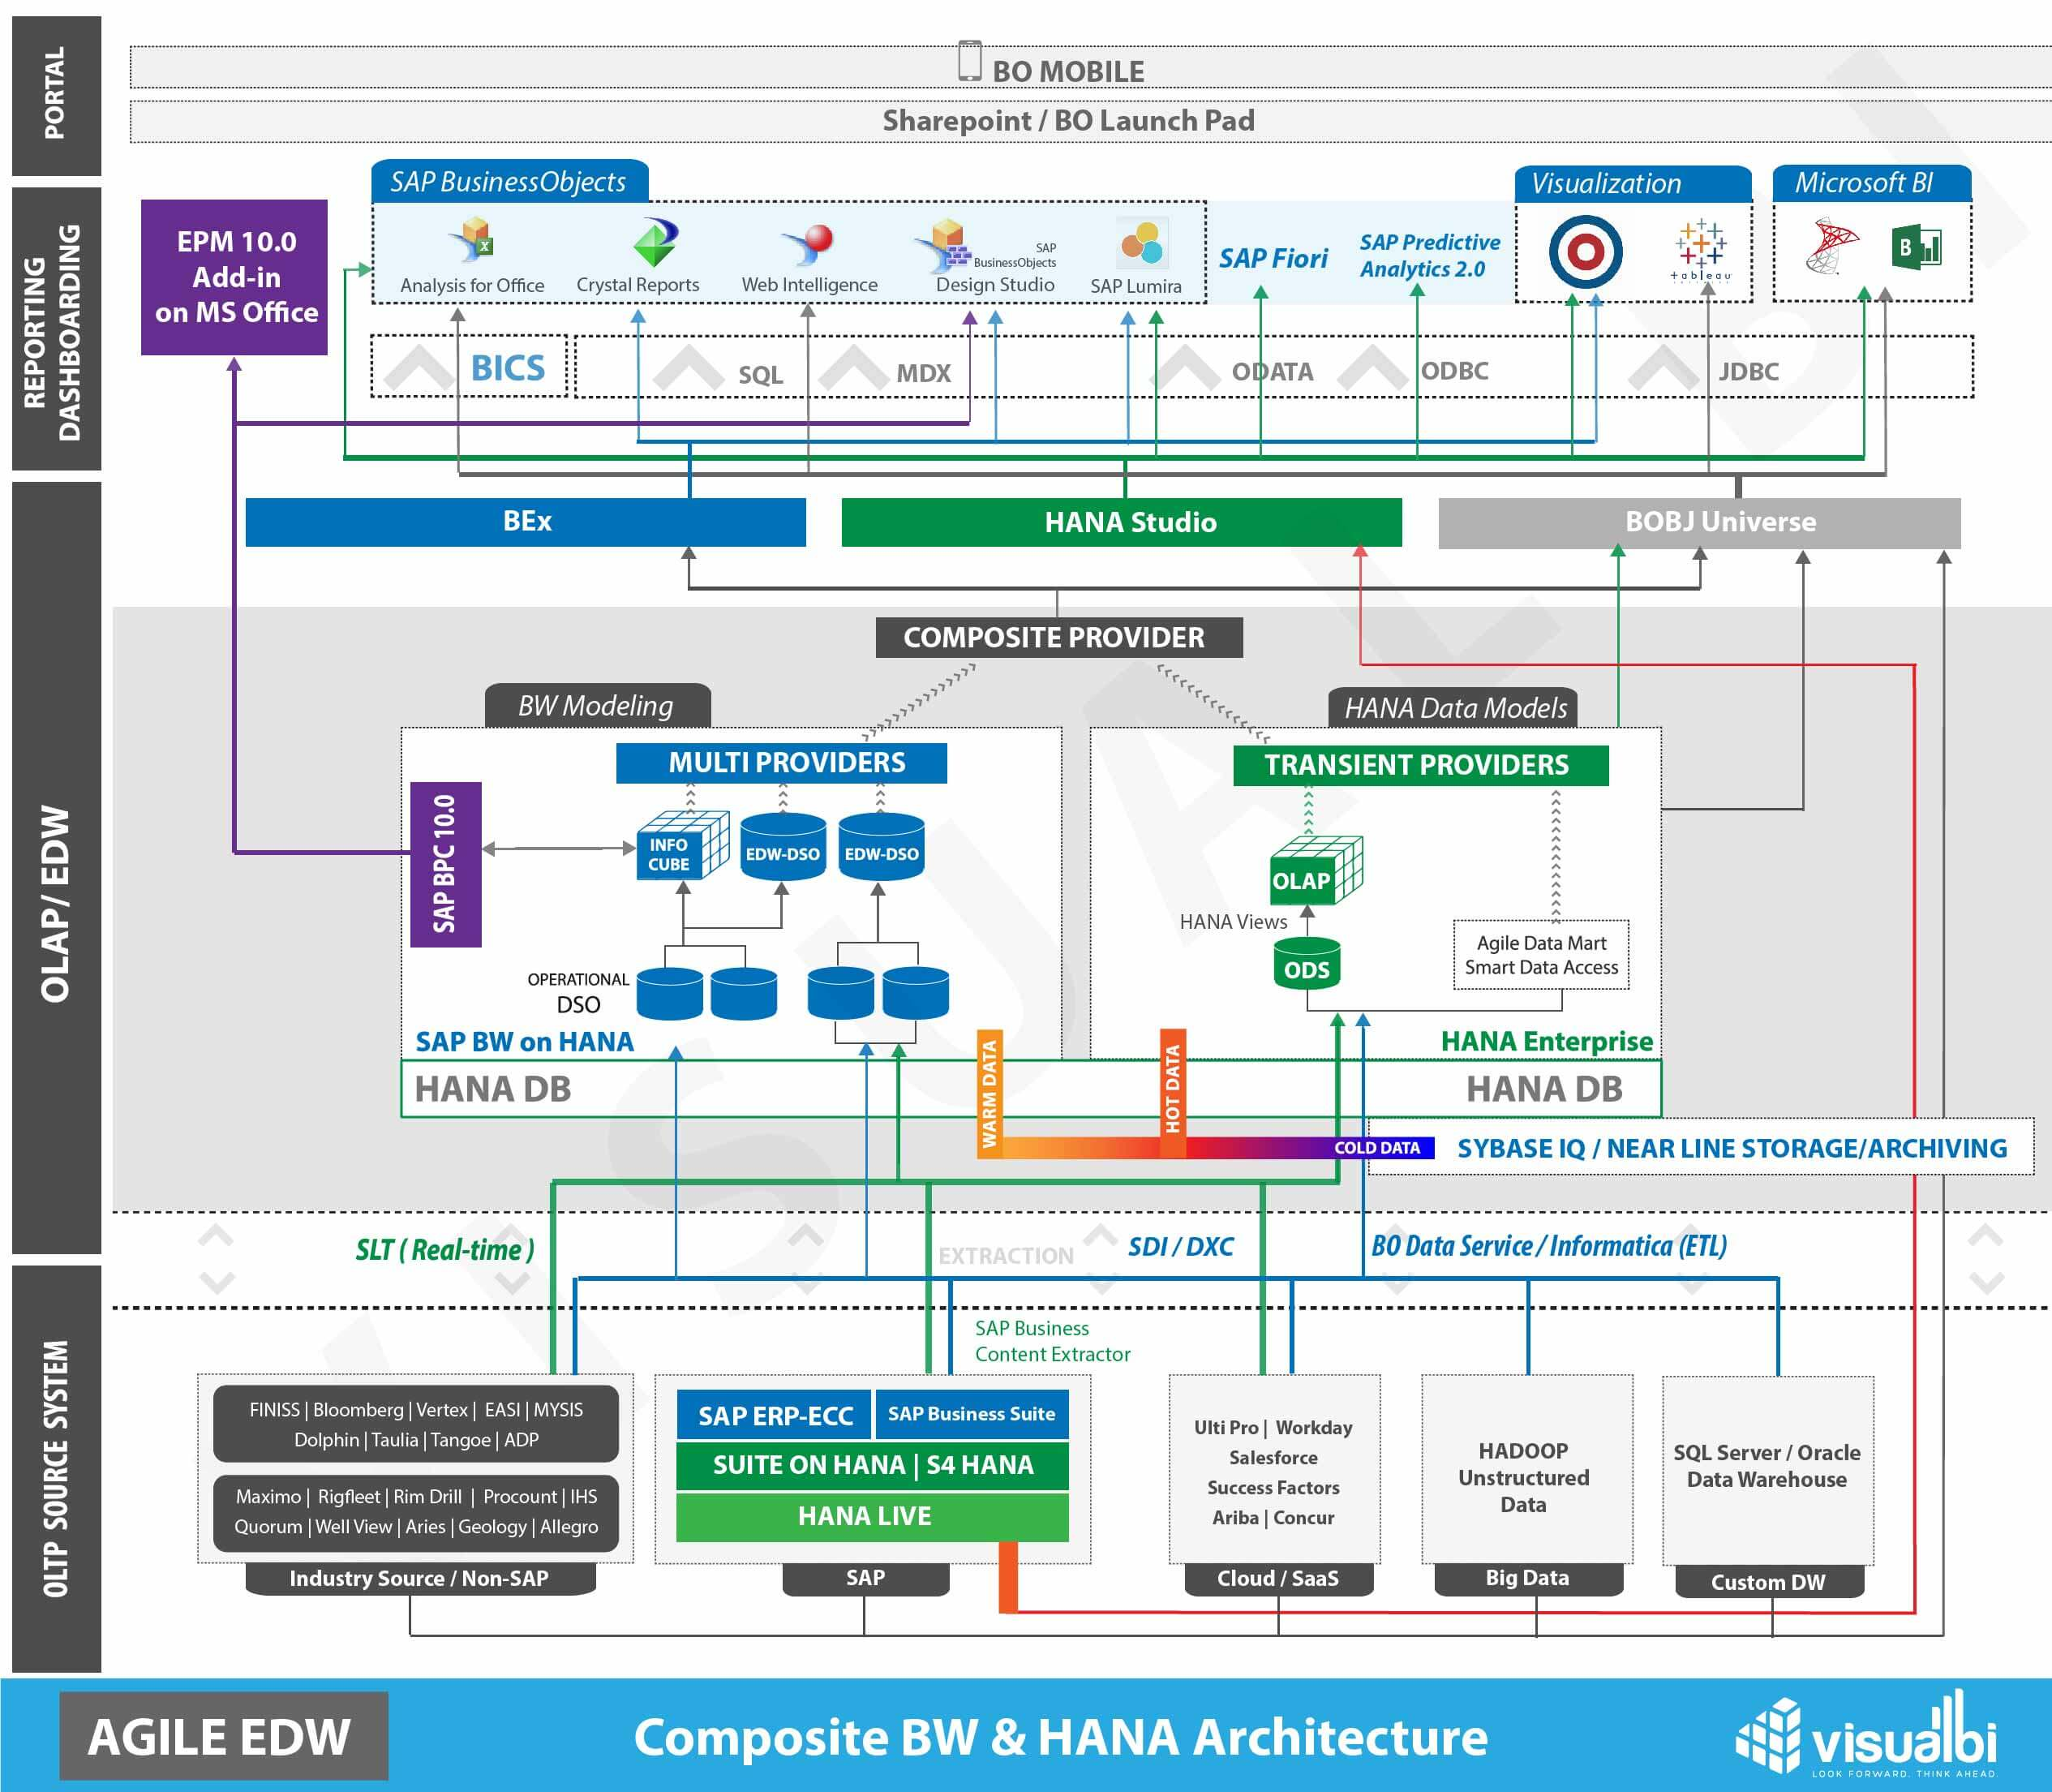 PORTAL
BO MOBILE
Sharepoint / BO Launch Pad
REPORTING
DASHBOARDING
EPM 10.0
Add-in
on MS Office
SAP BusinessObjects
Analysis for Office
Crystal Reports
Web Intelligence
SAP
BusinessObjects
Design Studio
SAP Lumira
SAP Fiori
SAP Predictive
Analytics 2.0
Visualization
+ a b l e a u
Microsoft BI
X
B
BICS
SQL
MDX
ODATA
ODBC
JDBC
OLAP/ EDW
BEx
HANA Studio
BOBJ Universe
COMPOSITE PROVIDER
BW Modeling
MULTI PROVIDERS
SAP BPC 10.0
INFO
CUBE
EDW-DSO
EDW-DSO
OPERATIONAL
DSO
SAP BW on HANA
HANA DB
HANA Data Models
TRANSIENT PROVIDERS
OLAP
HANA Views
ODS
Agile Data Mart
Smart Data Access
HANA Enterprise
HANA DB
WARM DATA
HOT DATA
COLD DATA
SYBASE IQ / NEAR LINE STORAGE/ARCHIVING
SLT ( Real-time )
EXTRACTION
SDI / DXC
BO Data Service / Informatica (ETL)
OLTP SOURCE SYSTEM
SAP Business
Content Extractor
FINISS | Bloomberg | Vertex | EASI | MYSIS
Dolphin | Taulia | Tangoe | ADP
Maximo | Rigfleet | Rim Drill | Procount | IHS
Quorum | Well View | Aries | Geology | Allegro
Industry Source / Non-SAP
SAP ERP-ECC
SAP Business Suite
SUITE ON HANA | S4 HANA
HANA LIVE
SAP
Ulti Pro | Workday
Salesforce
Success Factors
Ariba | Concur
Cloud / SaaS
HADOOP
Unstructured
Data
Big Data
SQL Server / Oracle
Data Warehouse
Custom DW
VISUAL BI
AGILE EDW
Composite BW & HANA Architecture
visualbi
LOOK FORWARD. THINK AHEAD.